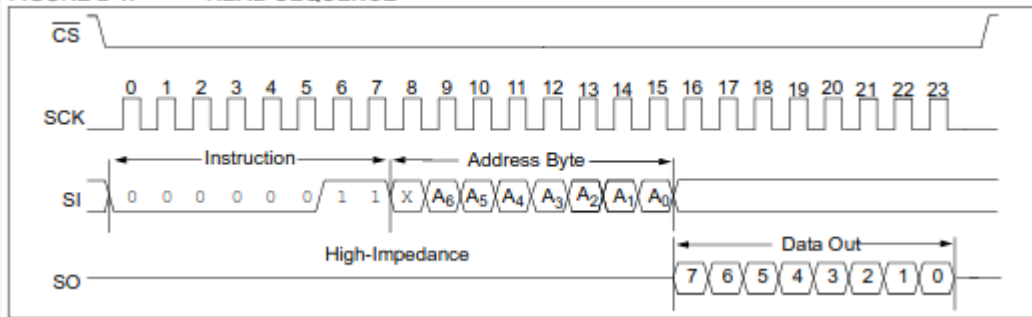 CS
0 1 2 3 4 5 6 7 8 9 10 11 12 13 14 15 16 17 18 19 20 21 22 23
SCK
Instruction Address Byte
SI 0 0 0 0 0 0 1 1 X A6 A5 A4 A3 A2 A1 A0
High-Impedance Data Out
SO 7 6 5 4 3 2 1 0